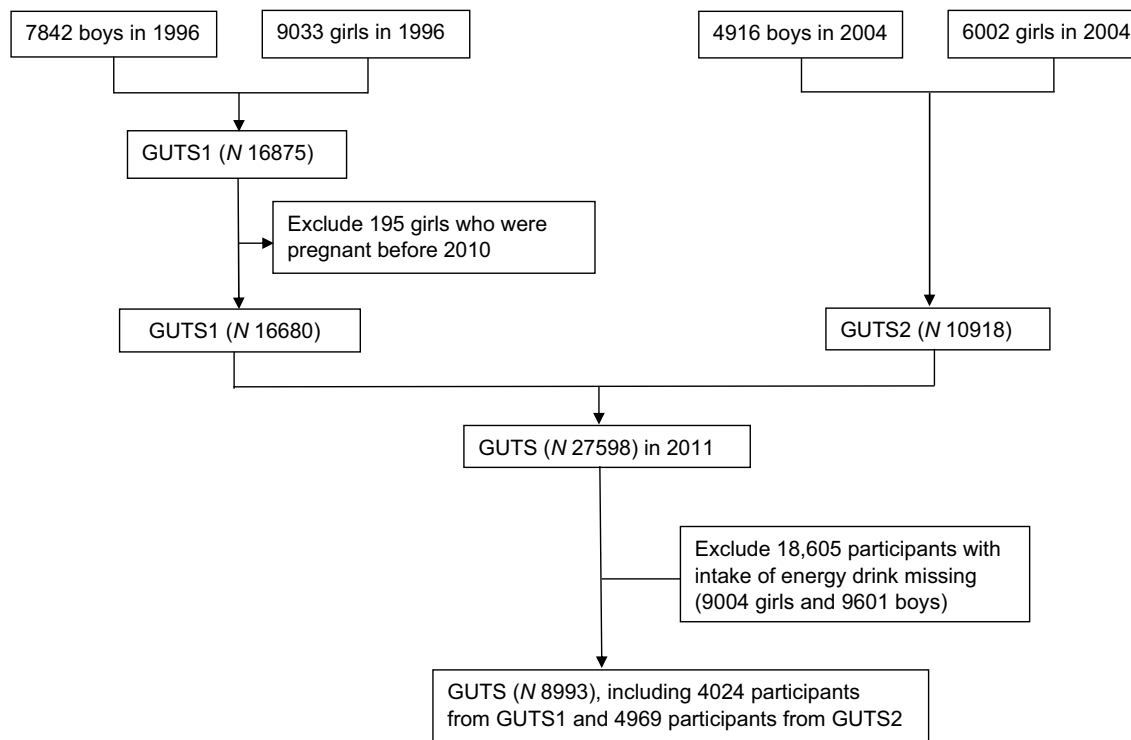 7842 boys in 1996
9033 girls in 1996
4916 boys in 2004
6002 girls in 2004
GUTS1 (N 16875)
Exclude 195 girls who were
pregnant before 2010
GUTS1 (N 16680)
GUTS2 (N 10918)
GUTS (N 27598) in 2011
Exclude 18,605 participants with
intake of energy drink missing
(9004 girls and 9601 boys)
GUTS (N 8993), including 4024 participants
from GUTS1 and 4969 participants from GUTS2